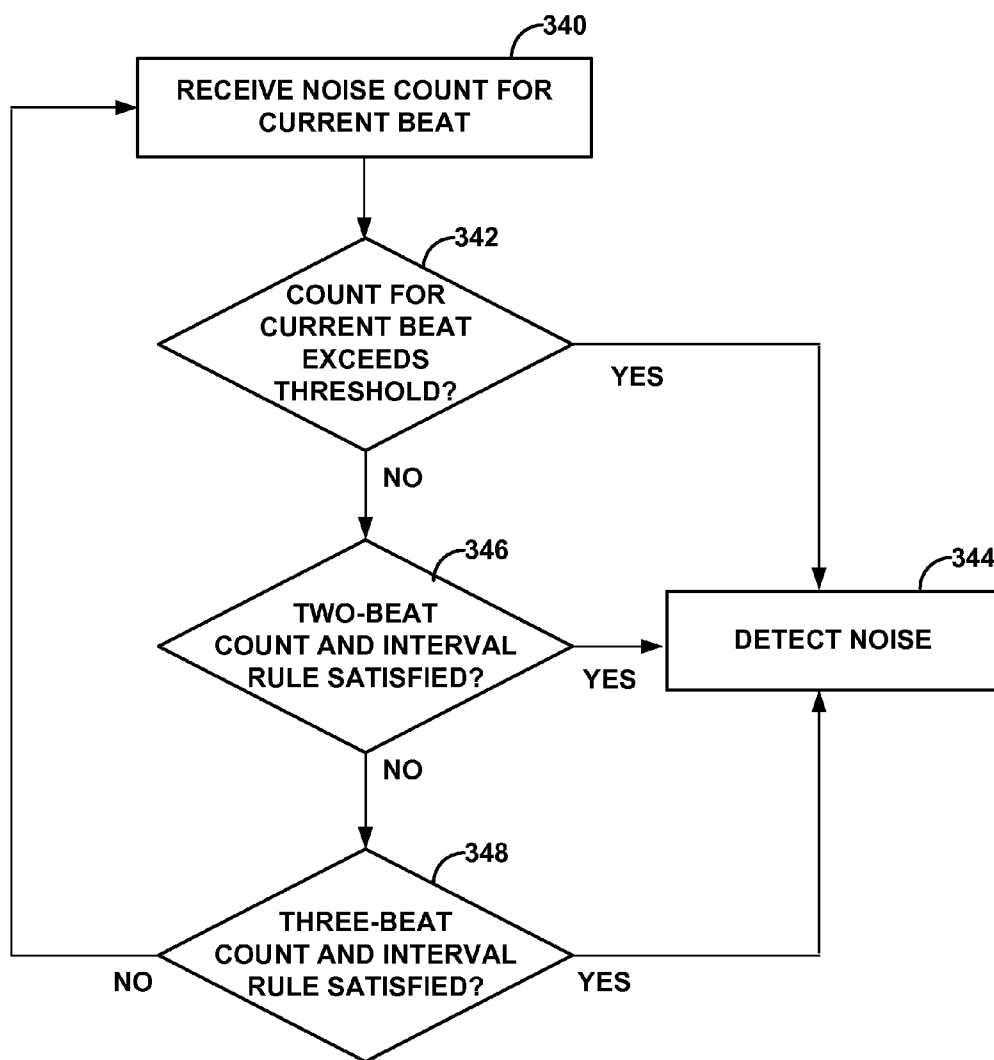 340
RECEIVE NOISE COUNT FOR
CURRENT BEAT
342
COUNT FOR
CURRENT BEAT
EXCEEDS
THRESHOLD?
YES
NO
346
TWO-BEAT
COUNT AND INTERVAL
RULE SATISFIED?
YES
344
DETECT NOISE
NO
348
THREE-BEAT
COUNT AND INTERVAL
RULE SATISFIED?
NO
YES